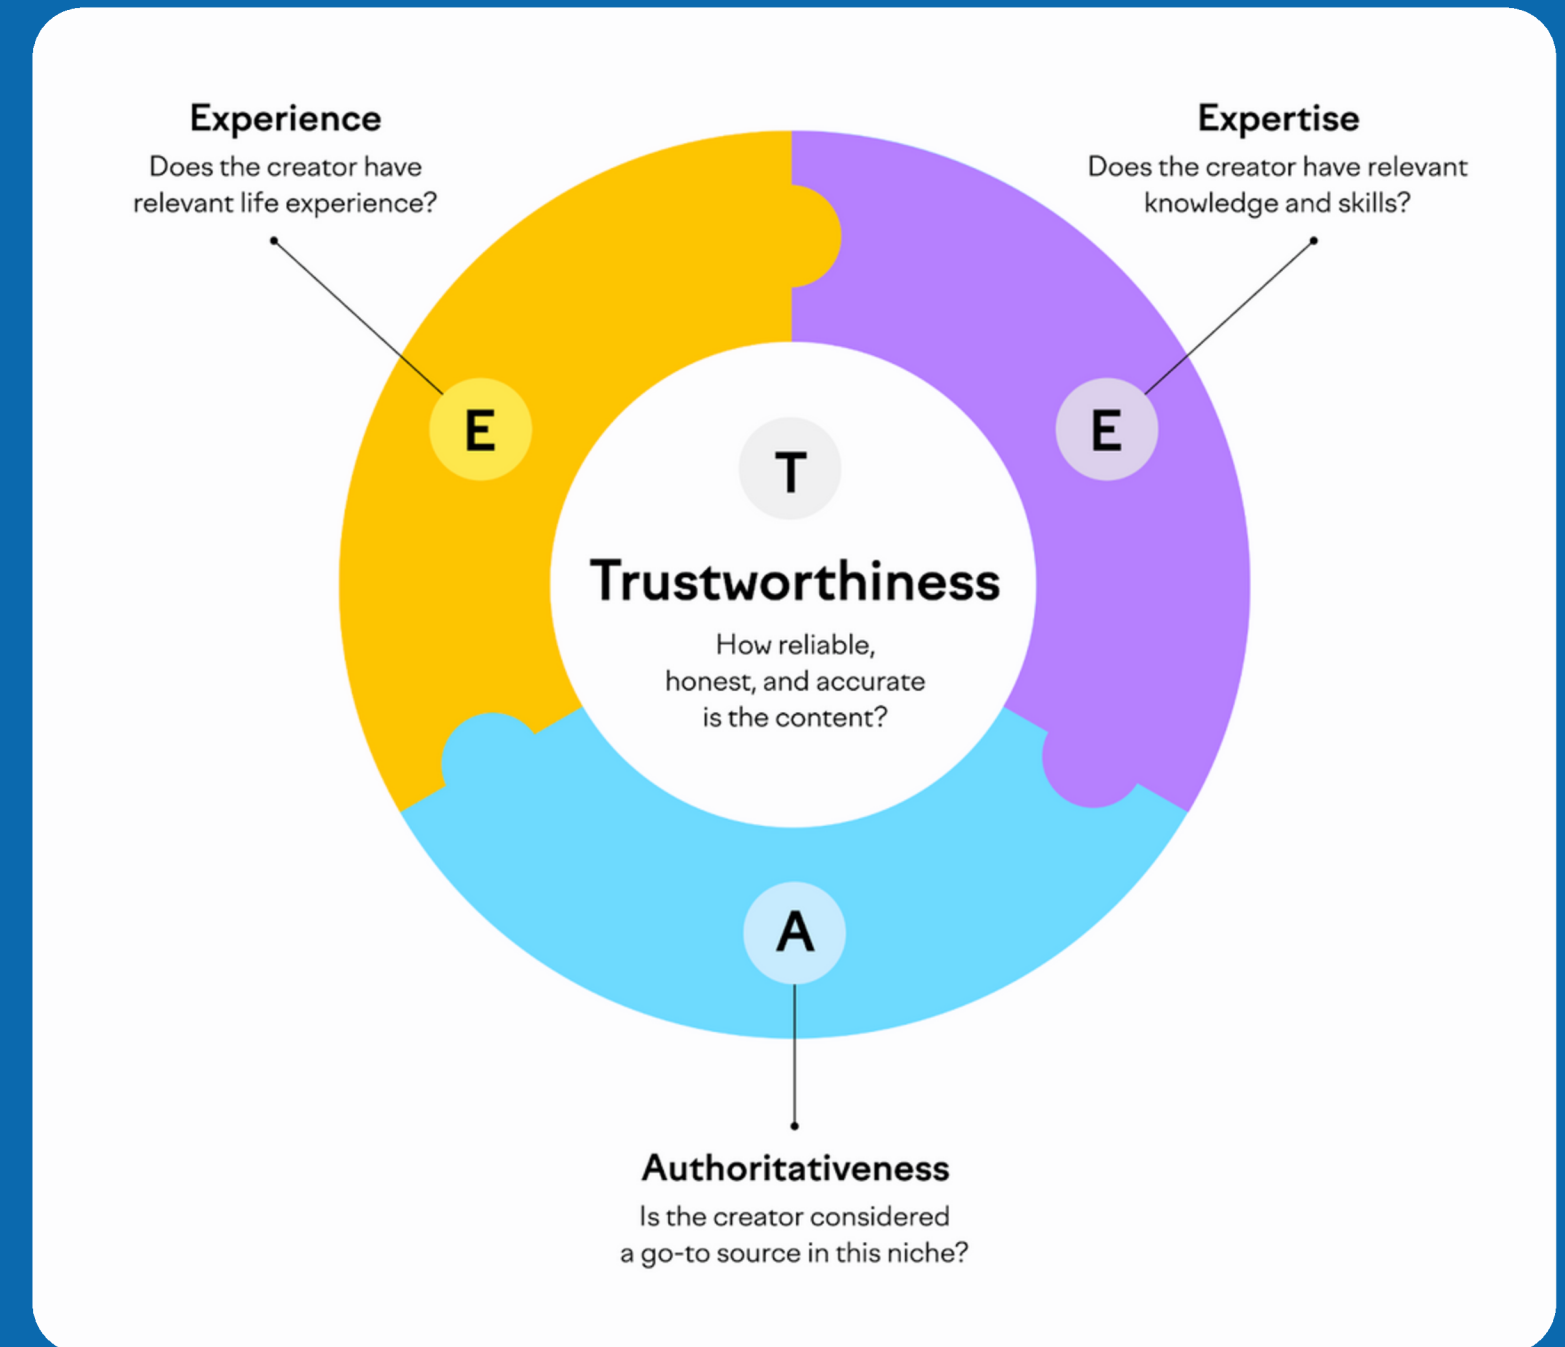 Experience
Does the creator have
relevant life experience?
Expertise
Does the creator have relevant
knowledge and skills?
E
E
T
Trustworthiness
How reliable,
honest, and accurate
is the content?
A
Authoritativeness
Is the creator considered
a go-to source in this niche?